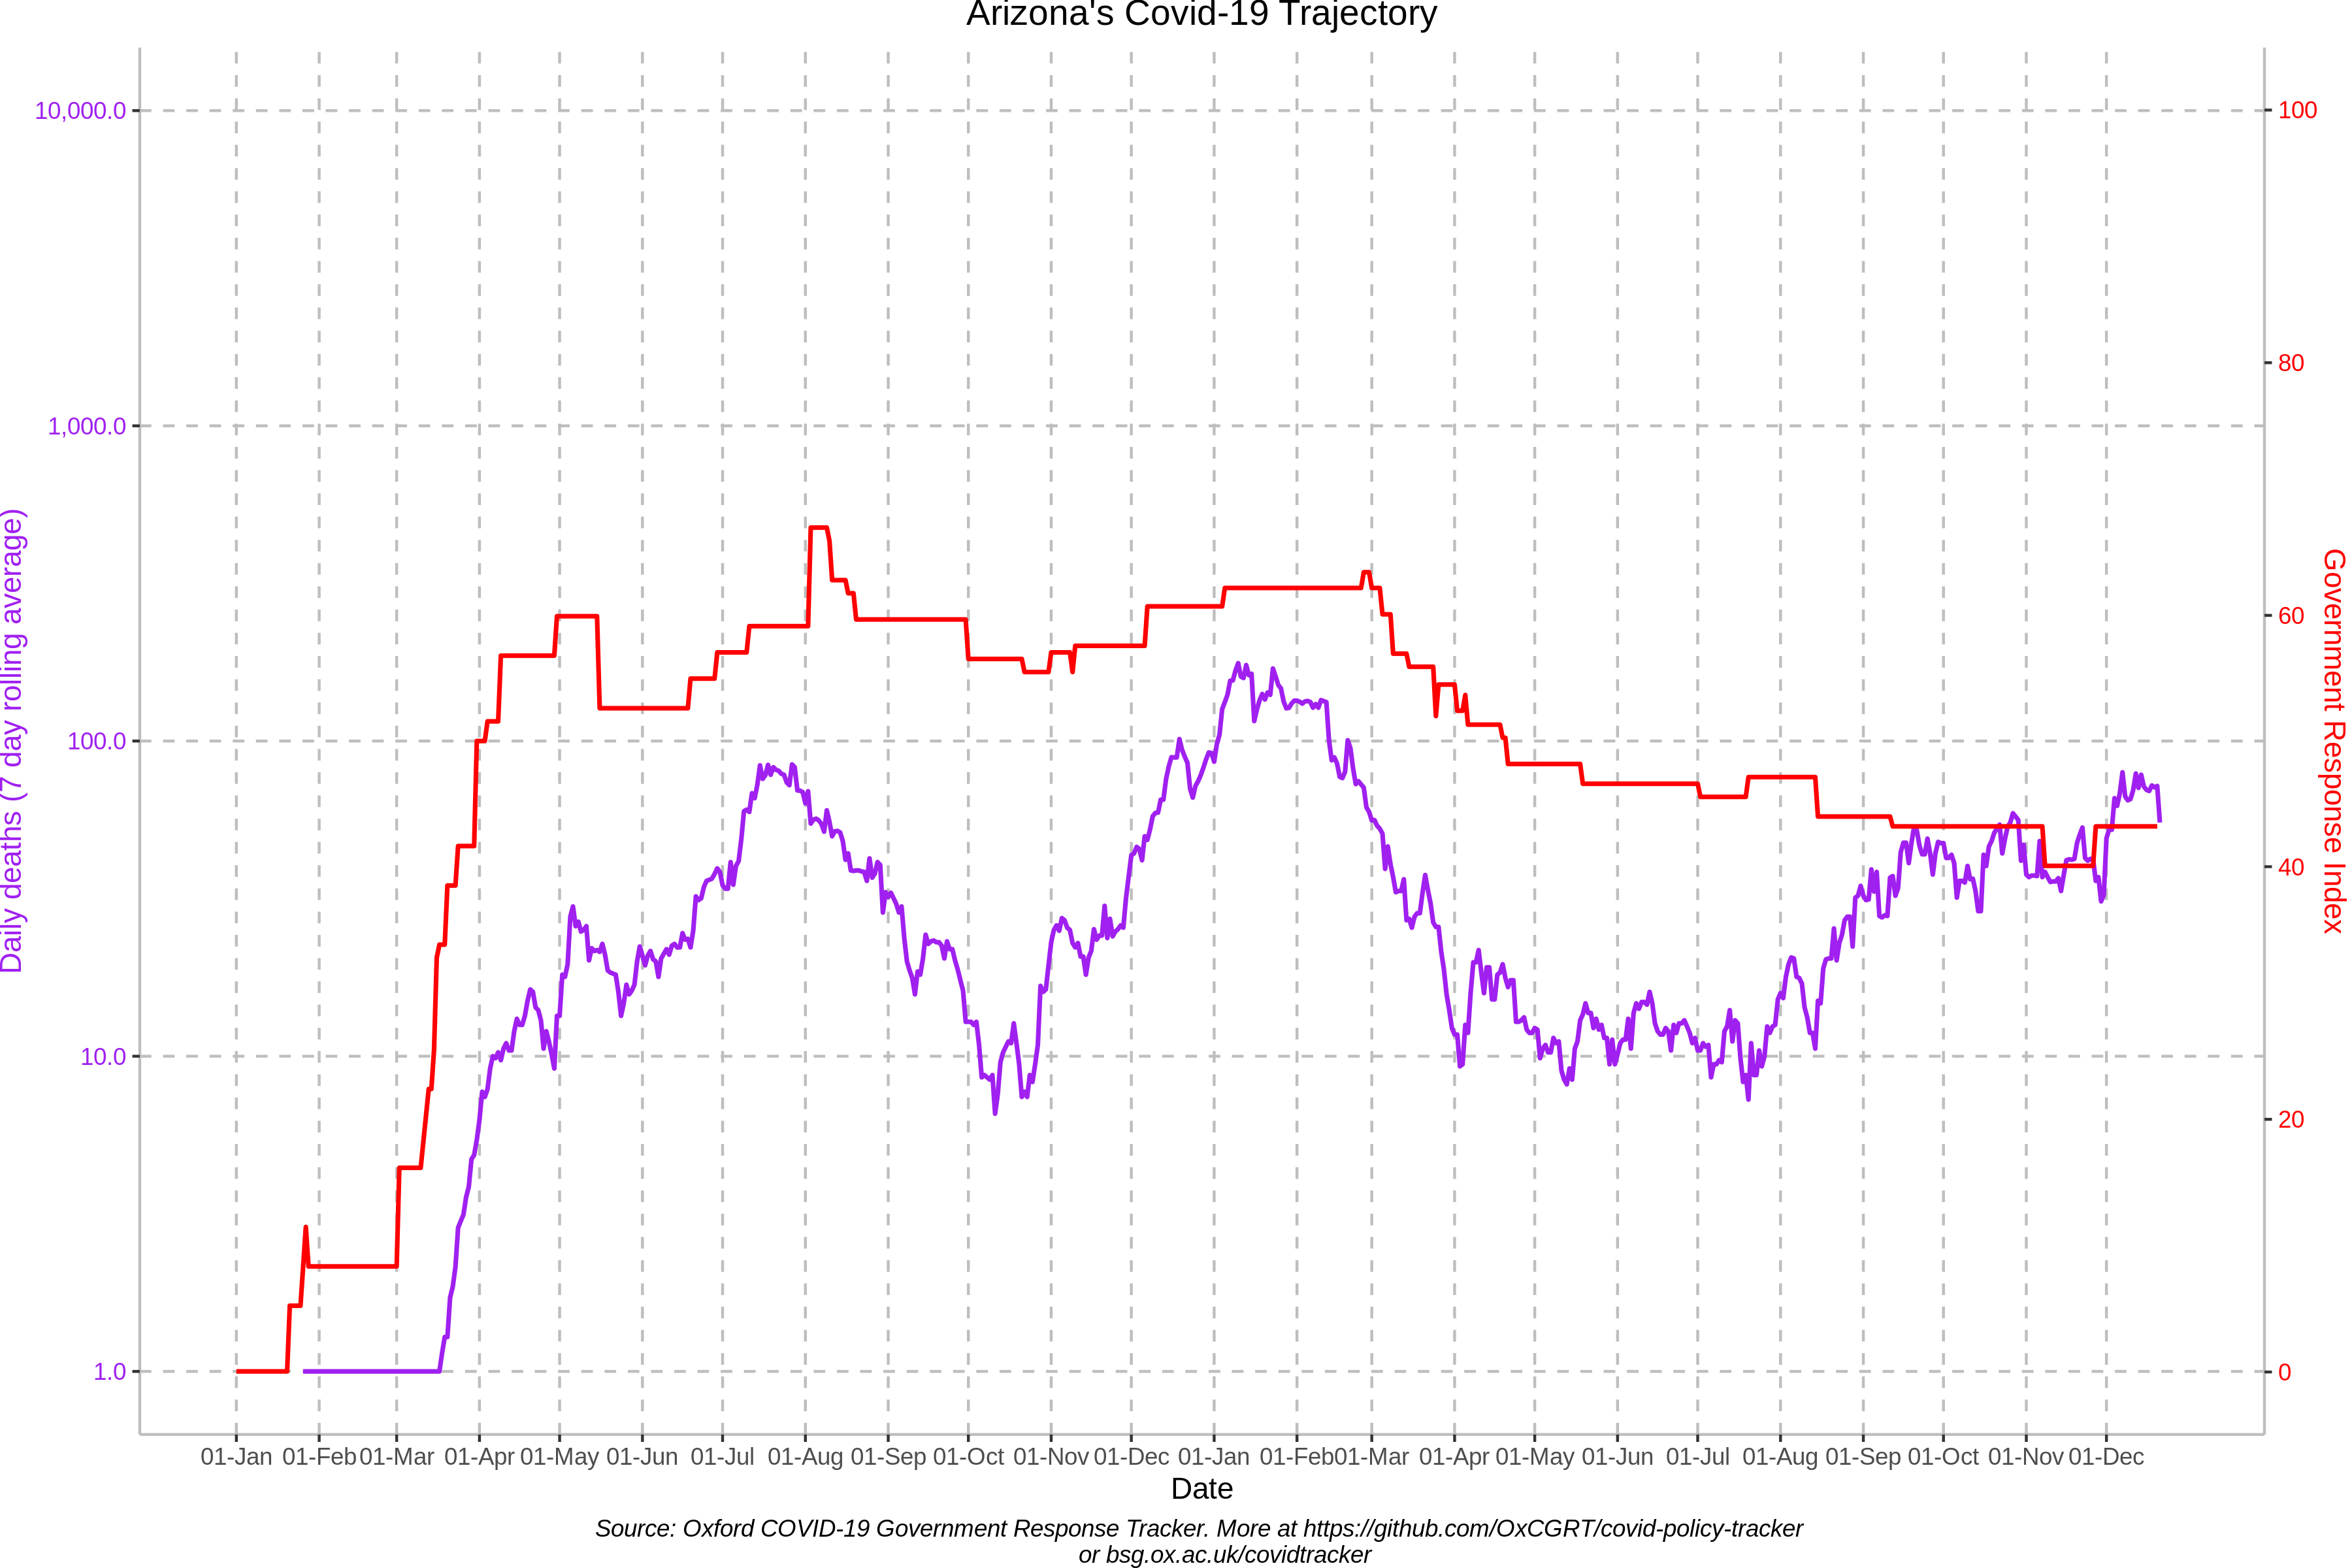 Arizona's Covid-19 Trajectory
10,000.0
1,000.0
100.0
10.0
1.0
Daily deaths (7 day rolling average)
100
80
60
40
20
0
Government Response Index
01-Jan 01-Feb 01-Mar 01-Apr 01-May 01-Jun 01-Jul 01-Aug 01-Sep 01-Oct 01-Nov 01-Dec 01-Jan 01-Feb 01-Mar 01-Apr 01-May 01-Jun 01-Jul 01-Aug 01-Sep 01-Oct 01-Nov 01-Dec
Date
Source: Oxford COVID-19 Government Response Tracker. More at https://github.com/OxCGRT/covid-policy-tracker
or bsg.ox.ac.uk/covidtracker